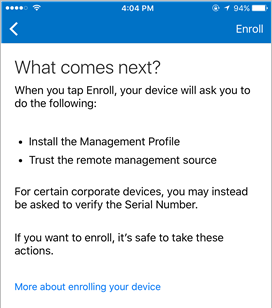 4:04 PM
94%
Enroll
What comes next?
When you tap Enroll, your device will ask you to
do the following:
• Install the Management Profile
• Trust the remote management source
For certain corporate devices, you may instead
be asked to verify the Serial Number.
If you want to enroll, it's safe to take these
actions.
More about enrolling your device